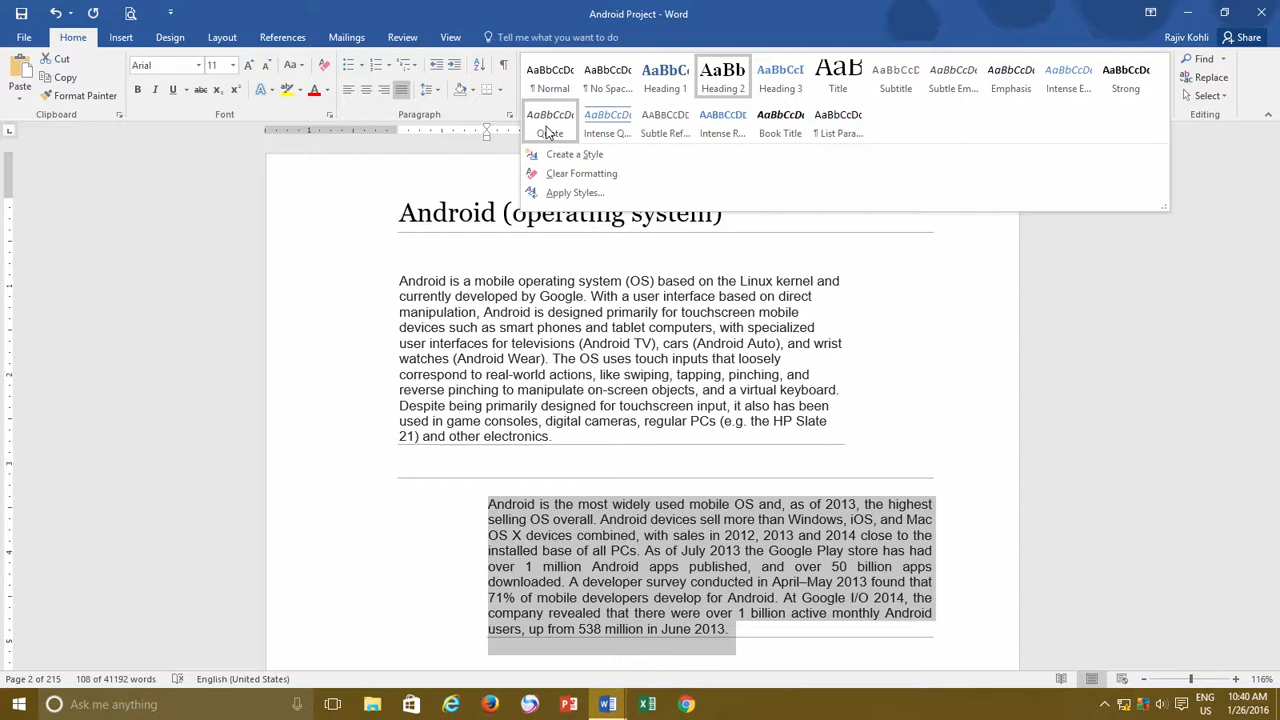 Android Project - Word
Rajiv Kohli
Share
File Home Insert Design Layout References Mailings Review View Tell me what you want to do
Paste
Cut
Copy
Format Painter
Clipboard
Arial 11
Font
Paragraph
AaBbCcDc AaBbCcDc AaBbC AaBb AaBbCcI AaB AaBbCcD AaBbCcDc AaBbCcDc AaBbCcDc AaBbCcDc
¶ Normal ¶ No Spac... Heading 1 Heading 2 Heading 3 Title Subtitle Subtle Em... Emphasis Intense E... Strong
AaBbCcDc AaBbCcDc AaBbCcDc AaBbCcDc AaBbCcDc AaBbCcDc
Intense Q... Subtle Ref... Intense R... Book Title ¶ List Para...
Create a Style
Clear Formatting
Apply Styles...
Find
Replace
Select
Editing
Android (operating system)
Android is a mobile operating system (OS) based on the Linux kernel and
currently developed by Google. With a user interface based on direct
manipulation, Android is designed primarily for touchscreen mobile
devices such as smart phones and tablet computers, with specialized
user interfaces for televisions (Android TV), cars (Android Auto), and wrist
watches (Android Wear). The OS uses touch inputs that loosely
correspond to real-world actions, like swiping, tapping, pinching, and
reverse pinching to manipulate on-screen objects, and a virtual keyboard.
Despite being primarily designed for touchscreen input, it also has been
used in game consoles, digital cameras, regular PCs (e.g. the HP Slate
21) and other electronics.
Android is the most widely used mobile OS and, as of 2013, the highest
selling OS overall. Android devices sell more than Windows, iOS, and Mac
OS X devices combined, with sales in 2012, 2013 and 2014 close to the
installed base of all PCs. As of July 2013 the Google Play store has had
over 1 million Android apps published, and over 50 billion apps
downloaded. A developer survey conducted in April–May 2013 found that
71% of mobile developers develop for Android. At Google I/O 2014, the
company revealed that there were over 1 billion active monthly Android
users, up from 538 million in June 2013.
Page 2 of 215 108 of 41192 words English (United States)
116%
Ask me anything
ENG
US
10:40 AM
1/26/2016